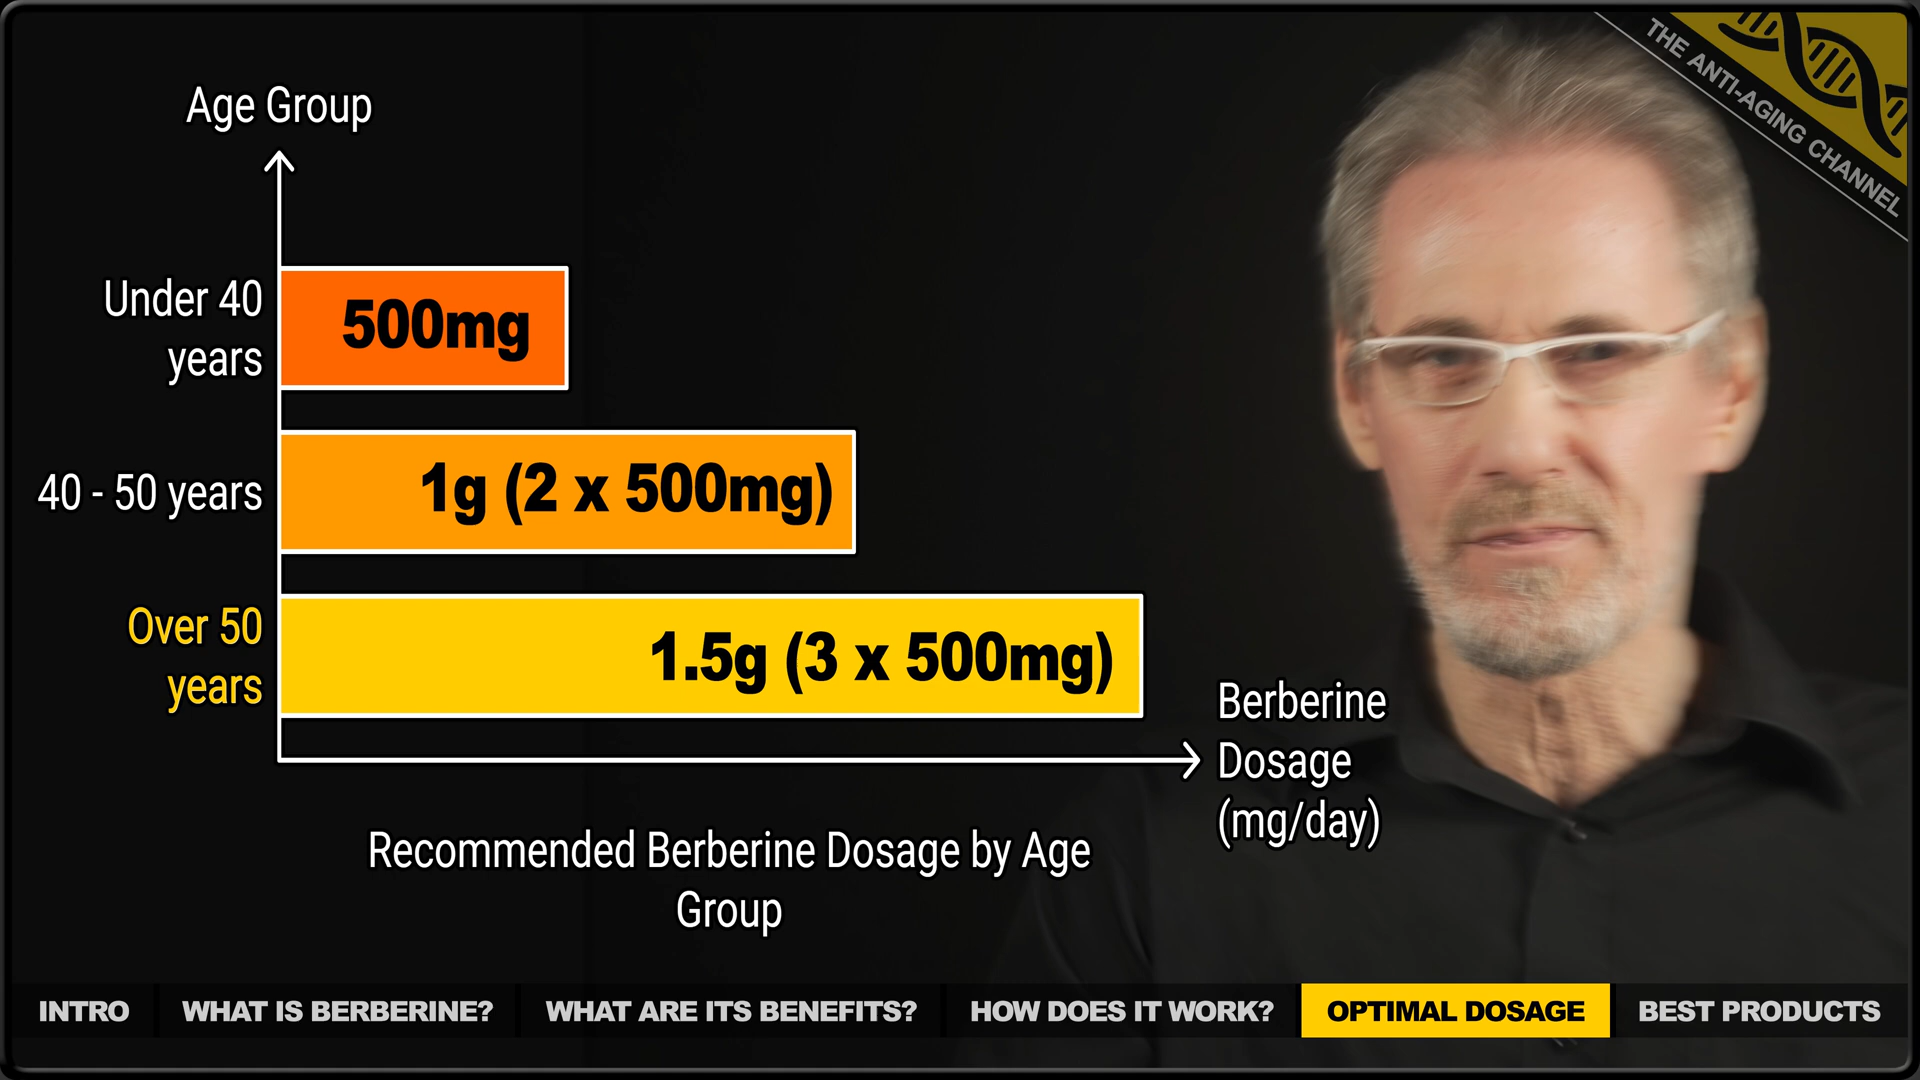 THE ANTI-AGING CHANNEL
Age Group
Under 40
years
500mg
40 - 50 years
1g (2 x 500mg)
Over 50
years
1.5g (3 x 500mg)
Berberine
Dosage
(mg/day)
Recommended Berberine Dosage by Age
Group
INTRO
WHAT IS BERBERINE?
WHAT ARE ITS BENEFITS?
HOW DOES IT WORK?
OPTIMAL DOSAGE
BEST PRODUCTS